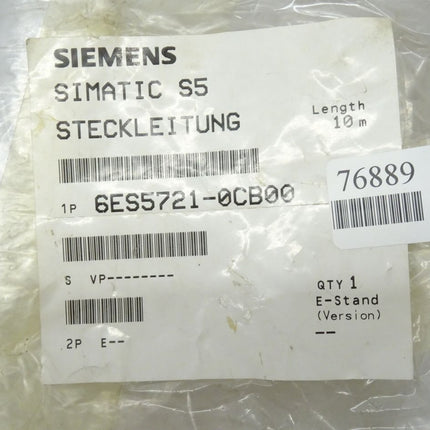 SIEMENS
SIMATIC S5
STECKLEITUNG
Length
10 m
1P 6ES5721-0CB00
76889
S VP--------
QTY 1
E-Stand
(Version)
--
2P E--